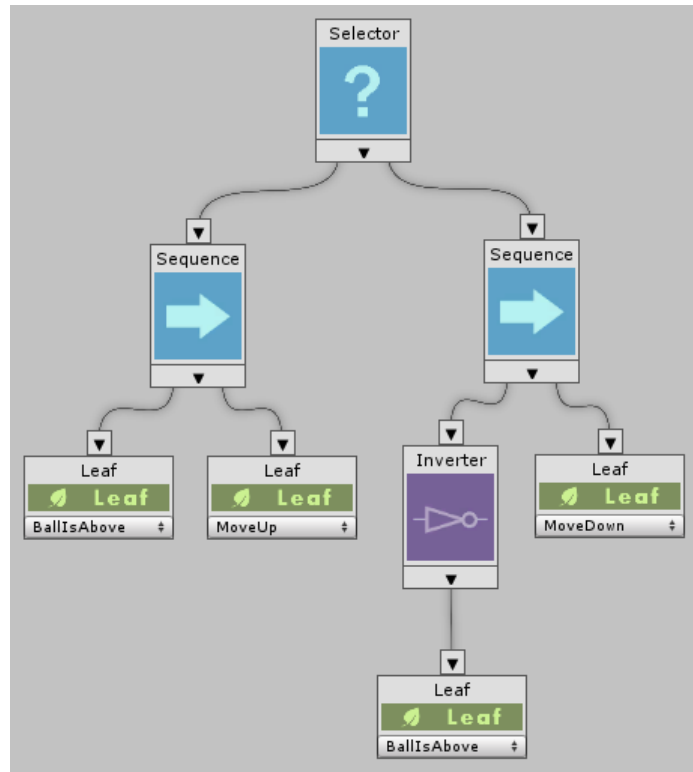 Selector
?
Sequence
Sequence
Leaf
Leaf
BallIsAbove
Leaf
Leaf
MoveUp
Inverter
Leaf
Leaf
MoveDown
Leaf
Leaf
BallIsAbove